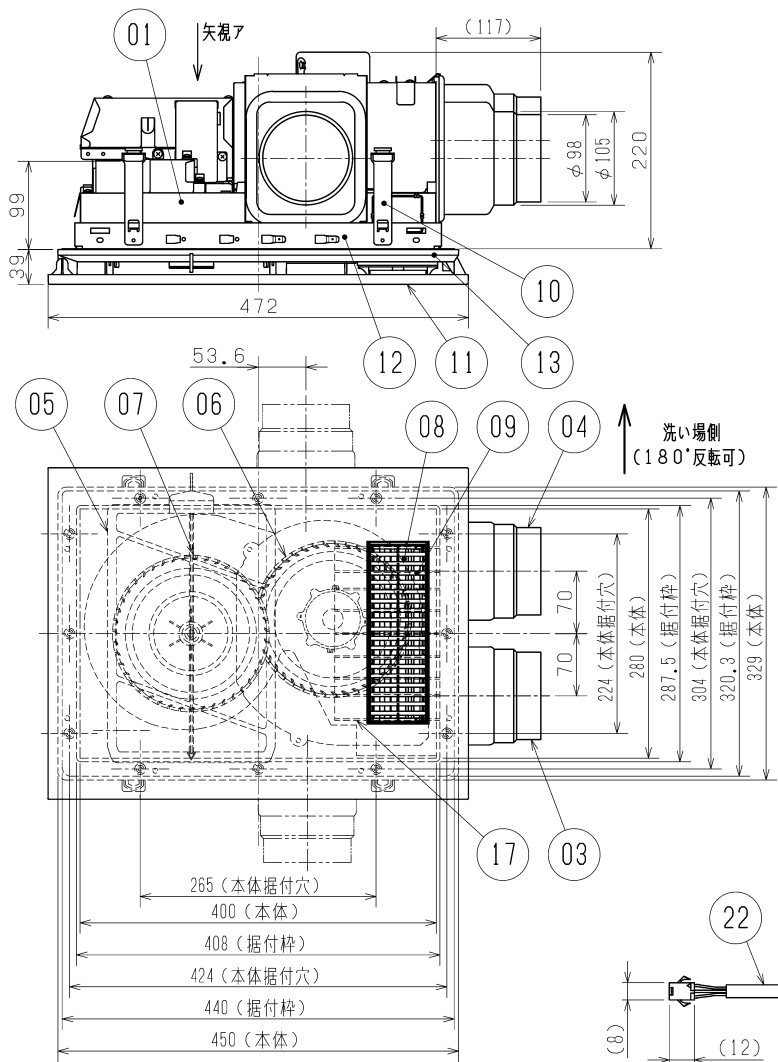 01
矢視ア
(117)
φ98
φ105
220
99
39
472
10
12
11
13
53.6
05
07
06
08
09
04
洗い場側
(180°反転可)
70
70
224(本体据付穴)
280(本体)
287.5(据付枠)
304(本体据付穴)
320.3(据付枠)
329(本体)
17
03
265(本体据付穴)
400(本体)
408(据付枠)
424(本体据付穴)
440(据付枠)
450(本体)
22
(8)
(12)